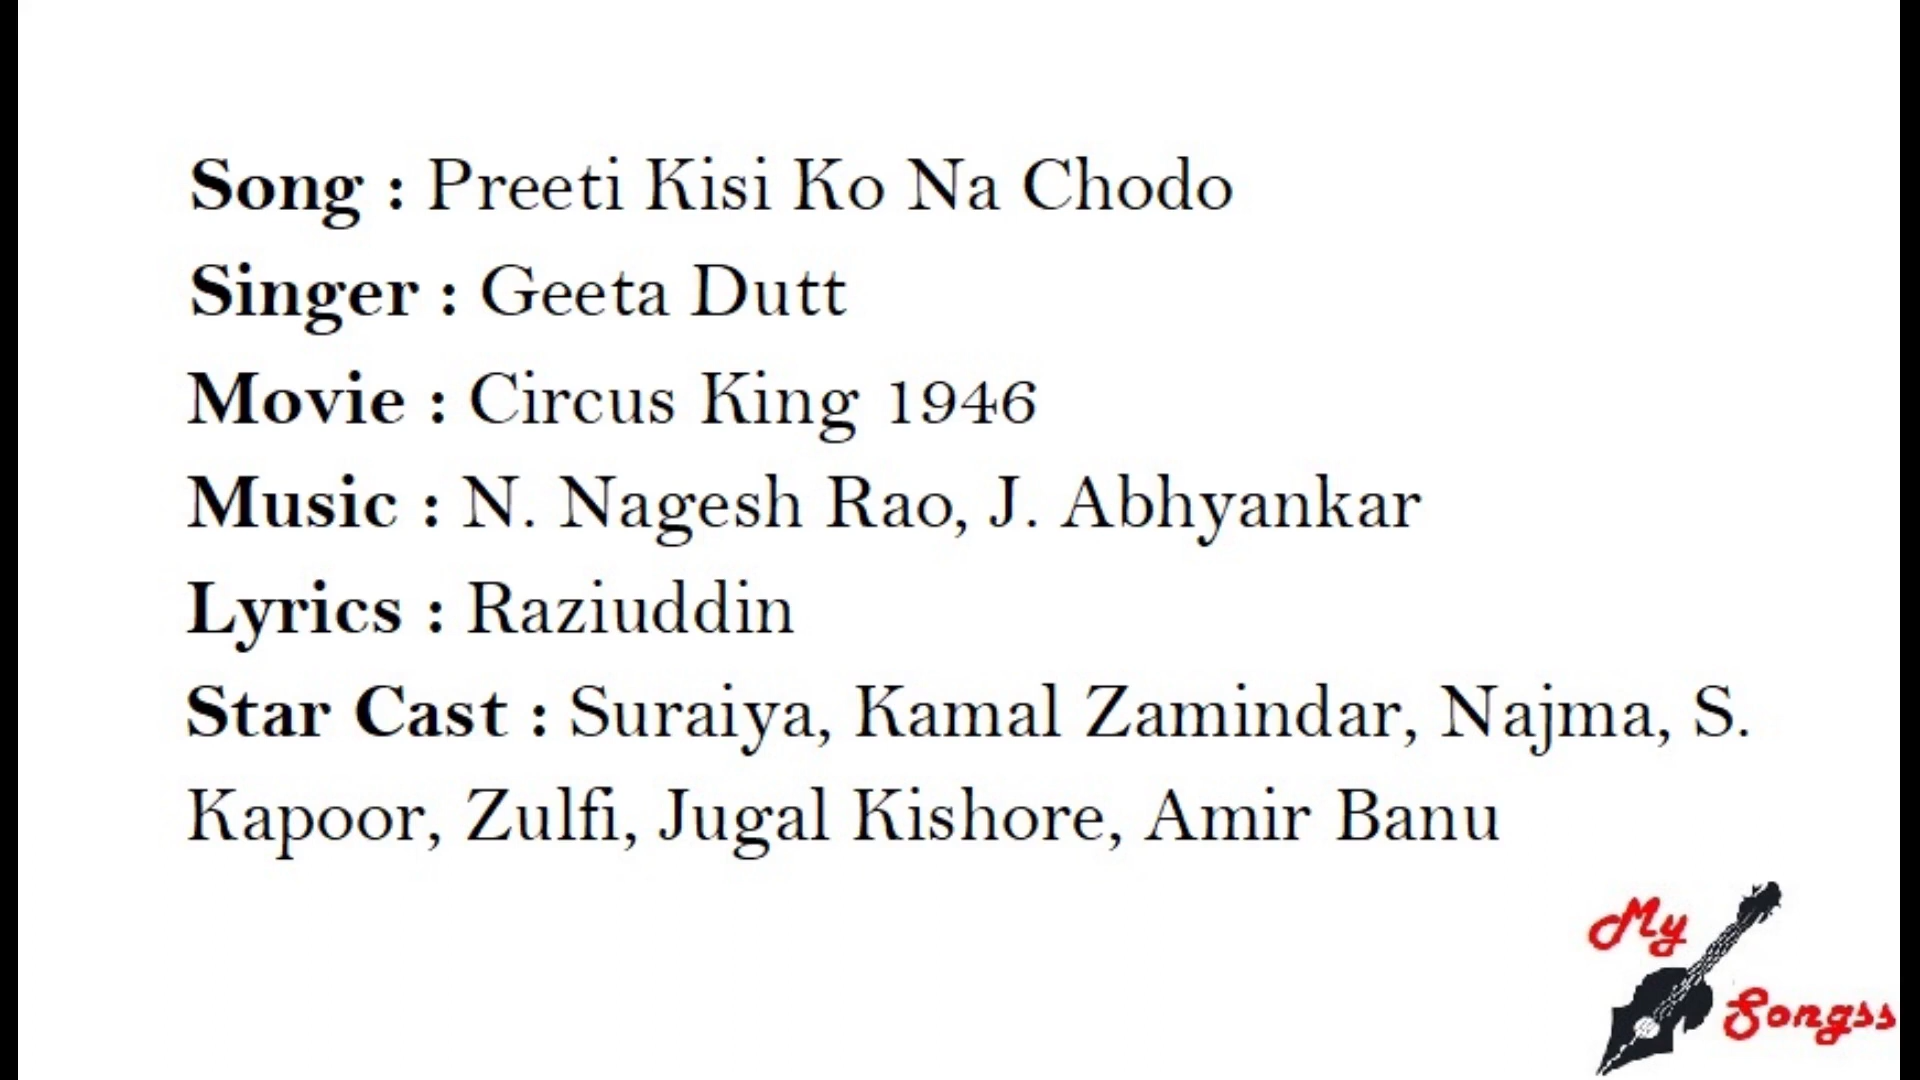 Song : Preeti Kisi Ko Na Chodo
Singer : Geeta Dutt
Movie : Circus King 1946
Music : N. Nagesh Rao, J. Abhyankar
Lyrics : Raziuddin
Star Cast : Suraiya, Kamal Zamindar, Najma, S.
Kapoor, Zulfi, Jugal Kishore, Amir Banu
My
Songss